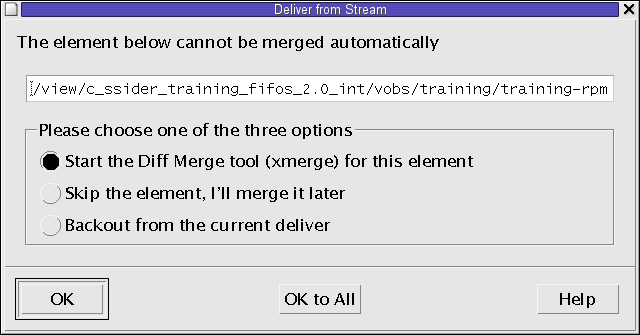 Deliver from Stream
The element below cannot be merged automatically
/view/c_ssider_training_fifos_2.0_int/vobs/training/training-rpm
Please choose one of the three options
Start the Diff Merge tool (xmerge) for this element
Skip the element, I'll merge it later
Backout from the current deliver
OK
OK to All
Help